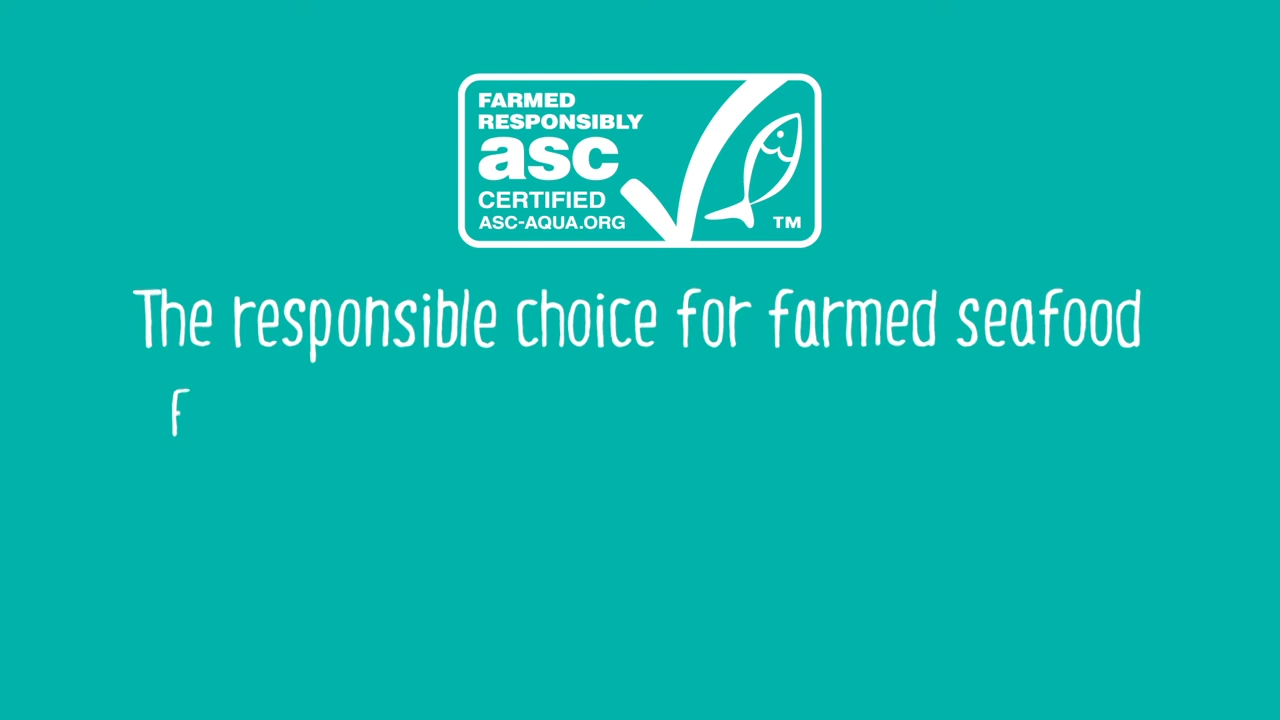 FARMED
RESPONSIBLY
asc
CERTIFIED
ASC-AQUA.ORG
TM
The responsible choice for farmed seafood
F